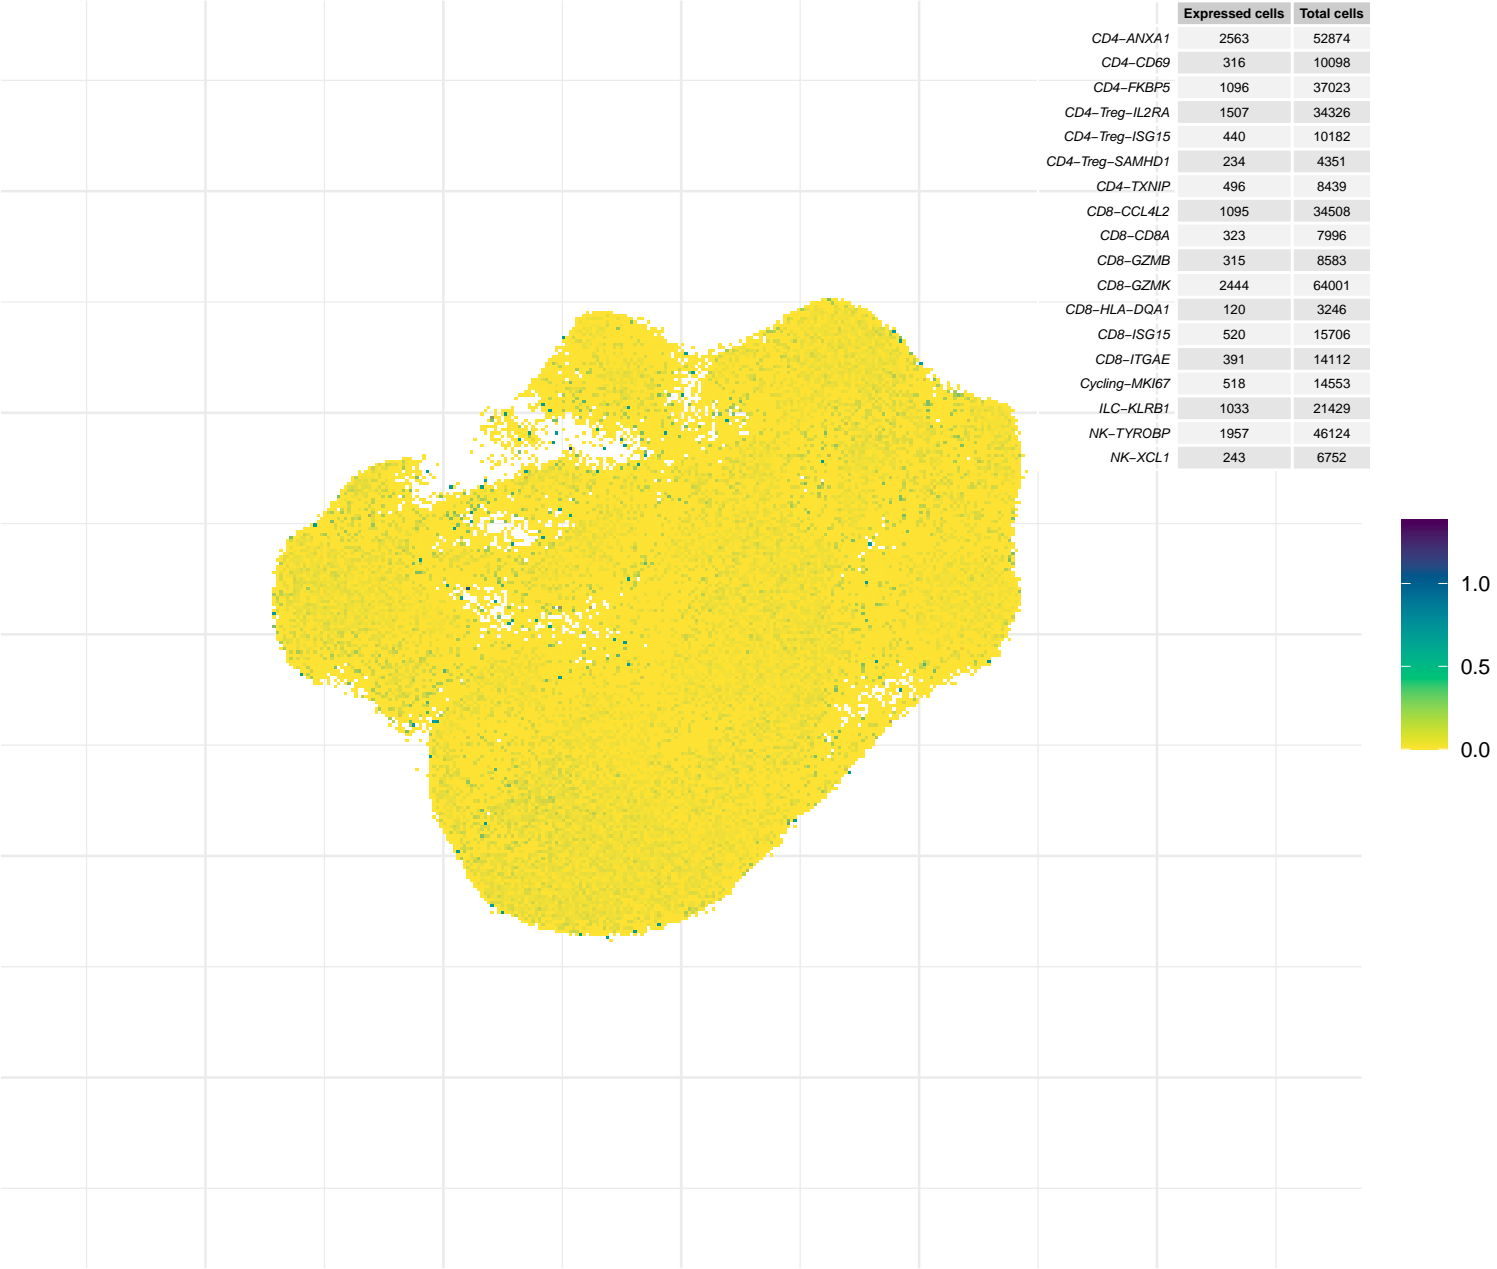 Expressed cells Total cells
CD4−ANXA1 2563 52874
CD4−CD69 316 10098
CD4−FKBP5 1096 37023
CD4−Treg−IL2RA 1507 34326
CD4−Treg−ISG15 440 10182
CD4−Treg−SAMHD1 234 4351
CD4−TXNIP 496 8439
CD8−CCL4L2 1095 34508
CD8−CD8A 323 7996
CD8−GZMB 315 8583
CD8−GZMK 2444 64001
CD8−HLA−DQA1 120 3246
CD8−ISG15 520 15706
CD8−ITGAE 391 14112
Cycling−MKI67 518 14553
ILC−KLRB1 1033 21429
NK−TYROBP 1957 46124
NK−XCL1 243 6752
1.0
0.5
0.0